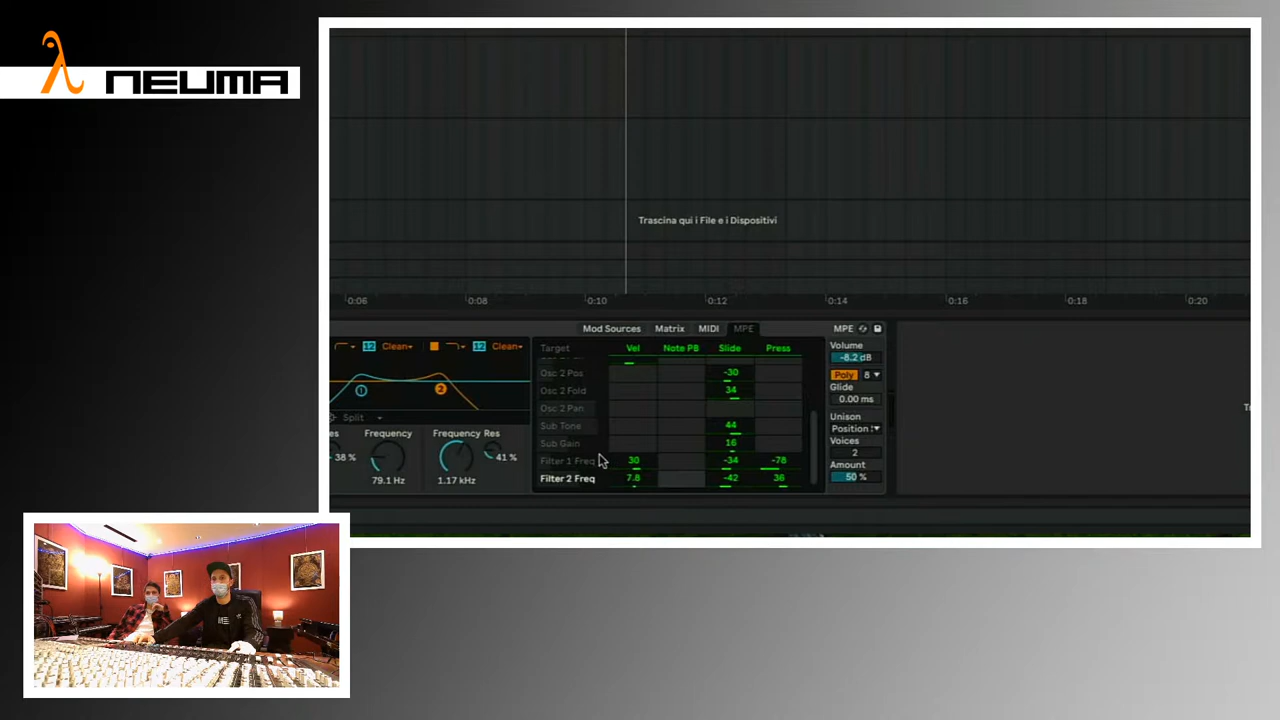 NEUMA
Trascina qui i File e i Dispositivi
0:06 0:08 0:10 0:12 0:14 0:16 0:18 0:20
Mod Sources Matrix MIDI MPE MPE
12 Clean 12 Clean Target Vel Note PB Slide Press Volume
-8.2 dB
Osc 2 Pos -30 Poly 8
Osc 2 Fold 34 Glide
1 2 0.00 ms
Osc 2 Pan
Split Sub Tone 44 Unison
Position
Frequency Frequency Res Sub Gain 16 Voices
2
38 % 41 % Filter 1 Freq 30 -34 -78 Amount
79.1 Hz 1.17 kHz Filter 2 Freq 7.8 -42 36 50 %